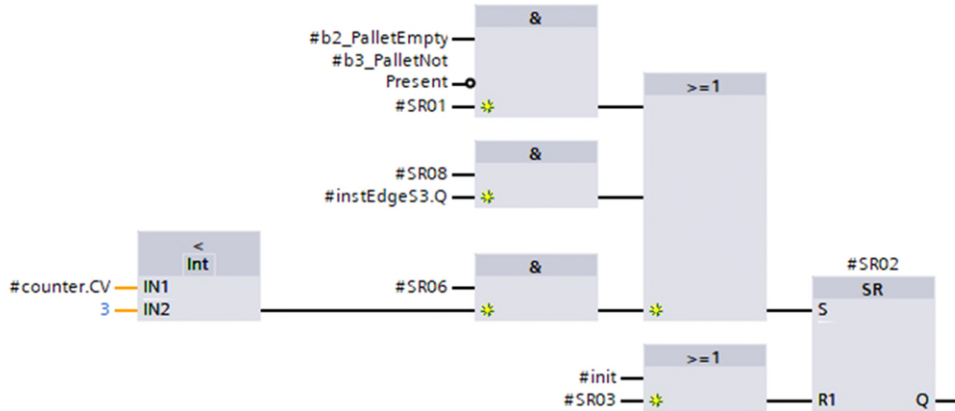 &
#b2_PalletEmpty
#b3_PalletNot
Present
#SR01
>=1
&
#SR08
#instEdgeS3.Q
<
Int
#counter.CV
IN1
3
IN2
&
#SR06
#SR02
SR
S
>=1
#init
#SR03
R1
Q